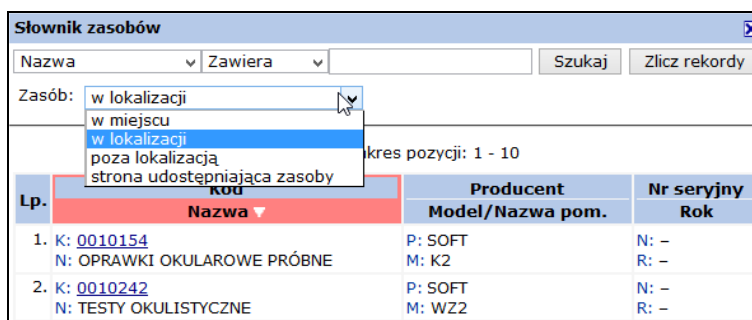 Słownik zasobów
Nazwa Zawiera Szukaj Zlicz rekordy
Zasób: w lokalizacji
w miejscu
w lokalizacji
poza lokalizacją
strona udostępniająca zasoby
kres pozycji: 1 - 10
Lp. Kod Producent Nr seryjny
Nazwa Model/Nazwa pom. Rok
1. K: 0010154 P: SOFT N: –
N: OPRAWKI OKULAROWE PRÓBNE M: K2 R: –
2. K: 0010242 P: SOFT N: –
N: TESTY OKULISTYCZNE M: WZ2 R: –